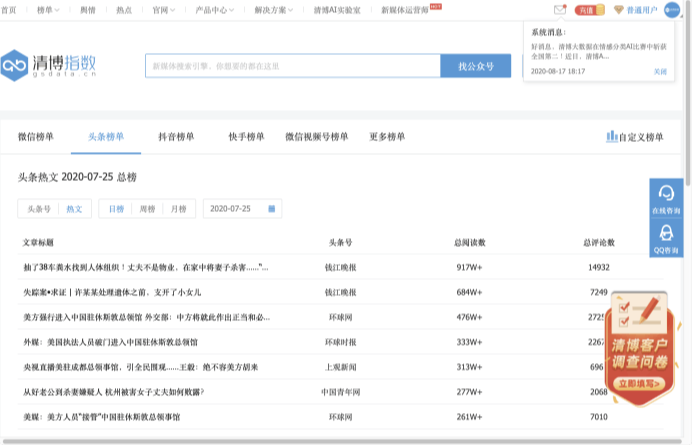 首页 榜单 舆情 热点 官网 产品中心 解决方案 清博AI实验室 新媒体运营师 HOT 充值 普通用户
系统消息：
好消息，清博大数据在情感分类AI比赛中斩获
全国第二！近日，清博A...
2020-08-17 18:17 关闭
清博指数
gsdata.cn
新媒体搜索引擎，你想要的都在这里 找公众号
微信榜单 头条榜单 抖音榜单 快手榜单 微信视频号榜单 更多榜单 自定义榜单
头条热文 2020-07-25 总榜
头条号 热文 日榜 周榜 月榜 2020-07-25
在线咨询
QQ咨询
文章标题 头条号 总阅读数 总评论数
抽了38车粪水找到人体组织！丈夫不是物业，在家中将妻子杀害……“... 钱江晚报 917W+ 14932
失踪案•求证 | 许某某处理遗体之前，支开了小女儿 钱江晚报 684W+ 7249
美方强行进入中国驻休斯敦总领馆 外交部：中方将就此作出正当和必... 环球网 476W+
外媒：美国执法人员破门进入中国驻休斯敦总领馆 环球时报 333W+
央视直播美驻成都总领事馆，引全民围观……王毅：绝不容美方胡来 上观新闻 313W+
从好老公到杀妻嫌疑人 杭州被害女子丈夫如何败露？ 中国青年网 277W+ 2068
美媒：美方人员“接管”中国驻休斯敦总领事馆 环球网 261W+ 7010
清博客户
调查问卷
立即填写>